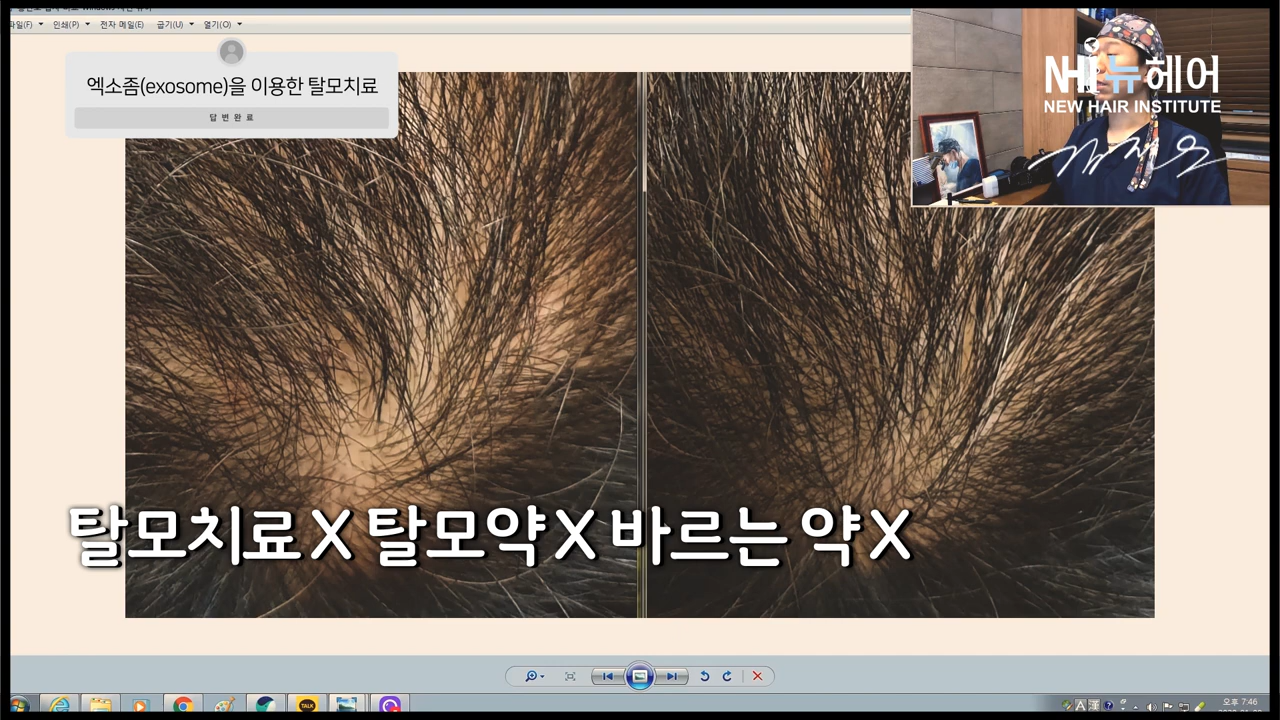 파일(F) 인쇄(P) 전자 메일(E) 굽기(U) 열기(O)
엑소좀(exosome)을 이용한 탈모치료
답변완료
NHI 뉴헤어
NEW HAIR INSTITUTE
탈모치료 X 탈모약 X 바르는 약 X
TALK
A 漢
오후 7:46